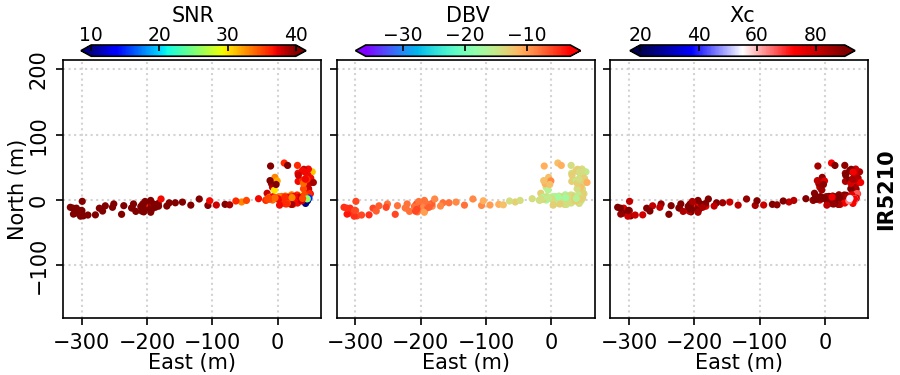 SNR
DBV
Xc
10 20 30 40
−30 −20 −10
20 40 60 80
200
100
0
−100
North (m)
−300 −200 −100 0
−300 −200 −100 0
−300 −200 −100 0
East (m)
East (m)
East (m)
IR5210